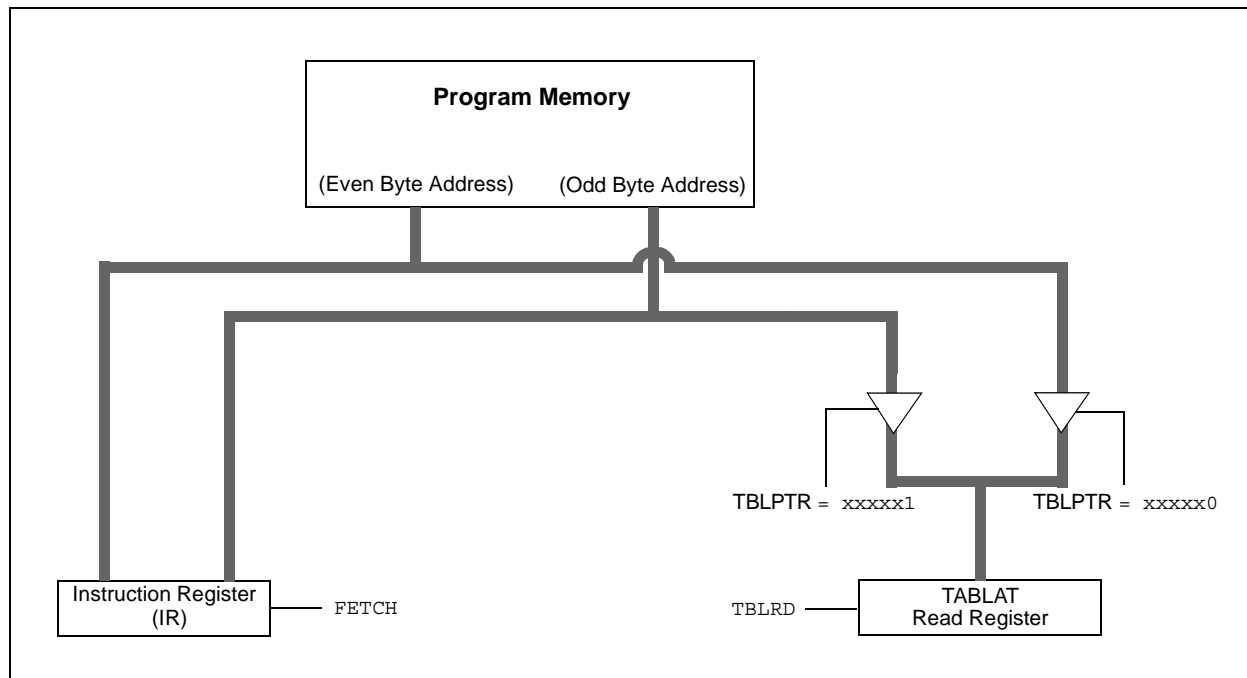 Program Memory
(Even Byte Address) (Odd Byte Address)
TBLPTR = xxxxx1
TBLPTR = xxxxx0
Instruction Register
(IR)
FETCH
TBLRD
TABLAT
Read Register